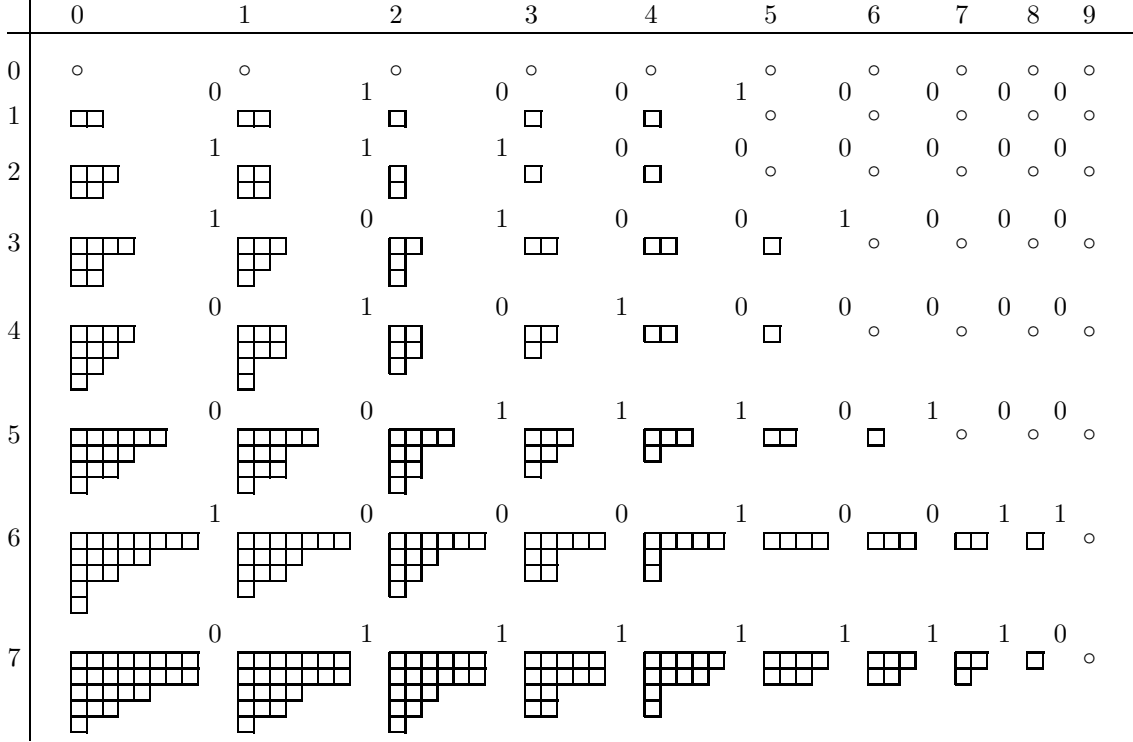 0 1 2 3 4 5 6 7 8 9
0 ∘ ∘ ∘ ∘ ∘ ∘ ∘ ∘ ∘ ∘
0 1 0 0 1 0 0 0 0
1 ∘ ∘ ∘ ∘ ∘
1 1 1 0 0 0 0 0 0
2 ∘ ∘ ∘ ∘ ∘
1 0 1 0 0 1 0 0 0
3 ∘ ∘ ∘ ∘
0 1 0 1 0 0 0 0 0
4 ∘ ∘ ∘ ∘
0 0 1 1 1 0 1 0 0
5 ∘ ∘ ∘
1 0 0 0 1 0 0 1 1
6 ∘
0 1 1 1 1 1 1 1 0
7 ∘